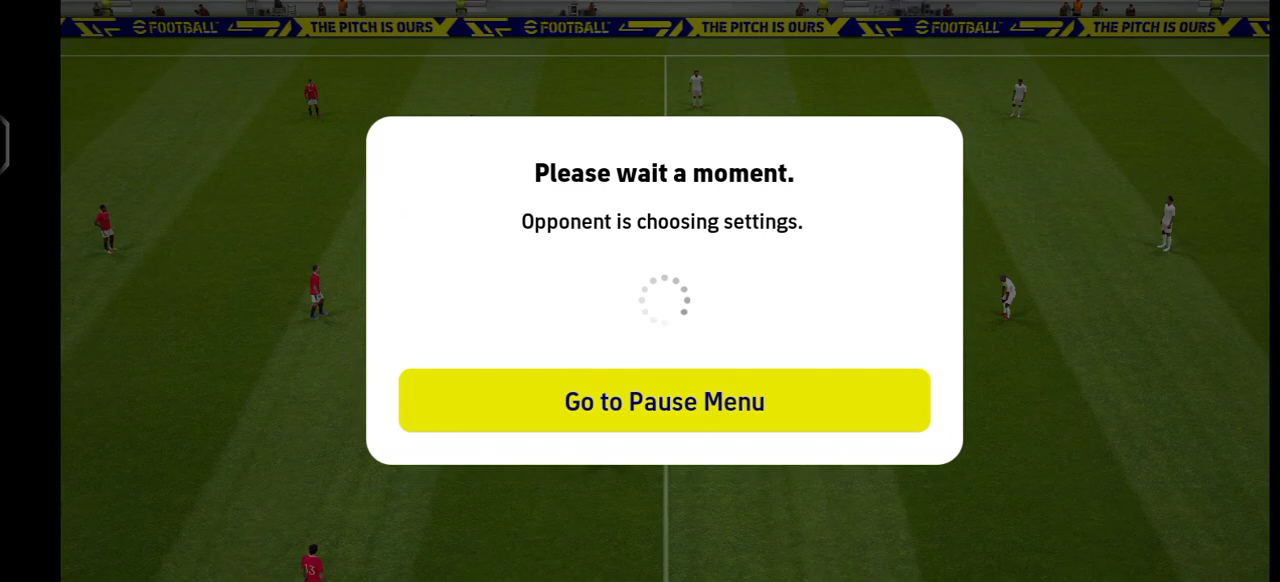 eFOOTBALL THE PITCH IS OURS eFOOTBALL THE PITCH IS OURS eFOOTBALL THE PITCH IS OURS
Please wait a moment.
Opponent is choosing settings.
Go to Pause Menu
13